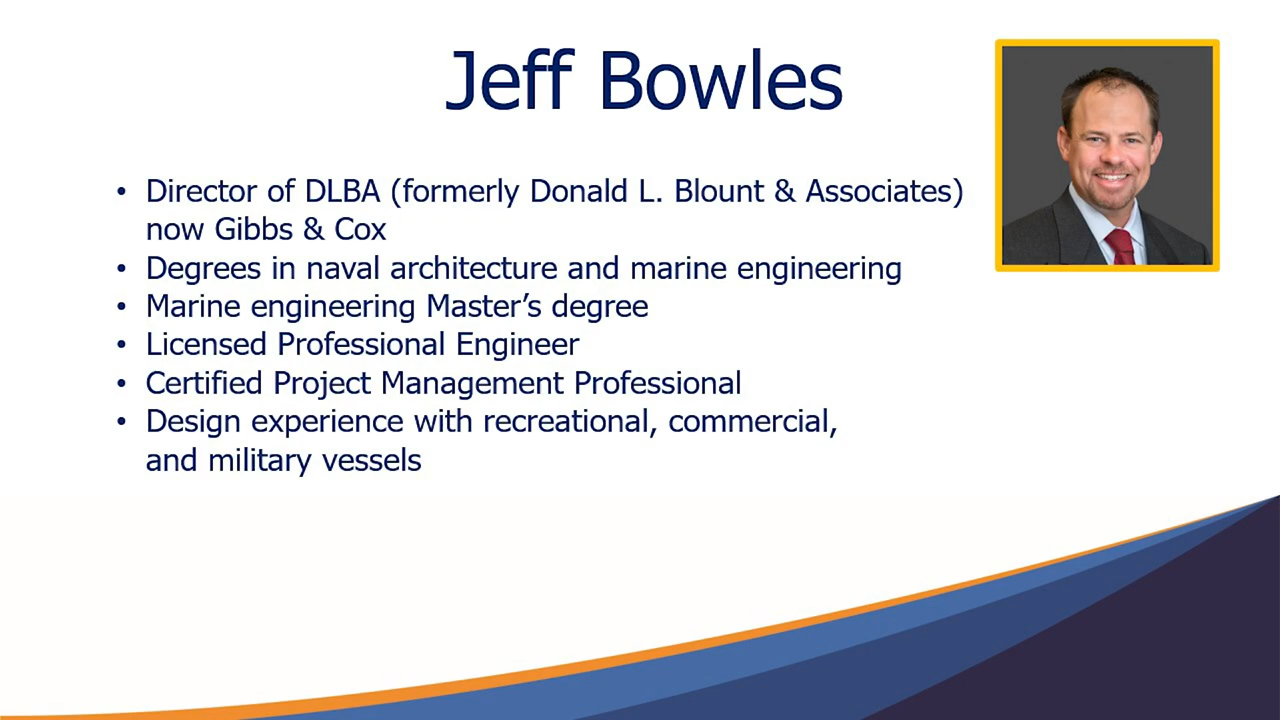 Jeff Bowles
• Director of DLBA (formerly Donald L. Blount & Associates)
now Gibbs & Cox
• Degrees in naval architecture and marine engineering
• Marine engineering Master’s degree
• Licensed Professional Engineer
• Certified Project Management Professional
• Design experience with recreational, commercial,
and military vessels